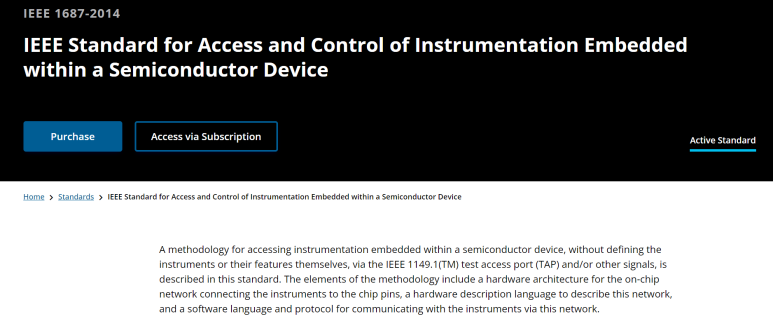 IEEE 1687-2014
IEEE Standard for Access and Control of Instrumentation Embedded
within a Semiconductor Device
Purchase
Access via Subscription
Active Standard
Home > Standards > IEEE Standard for Access and Control of Instrumentation Embedded within a Semiconductor Device
A methodology for accessing instrumentation embedded within a semiconductor device, without defining the
instruments or their features themselves, via the IEEE 1149.1(TM) test access port (TAP) and/or other signals, is
described in this standard. The elements of the methodology include a hardware architecture for the on-chip
network connecting the instruments to the chip pins, a hardware description language to describe this network,
and a software language and protocol for communicating with the instruments via this network.